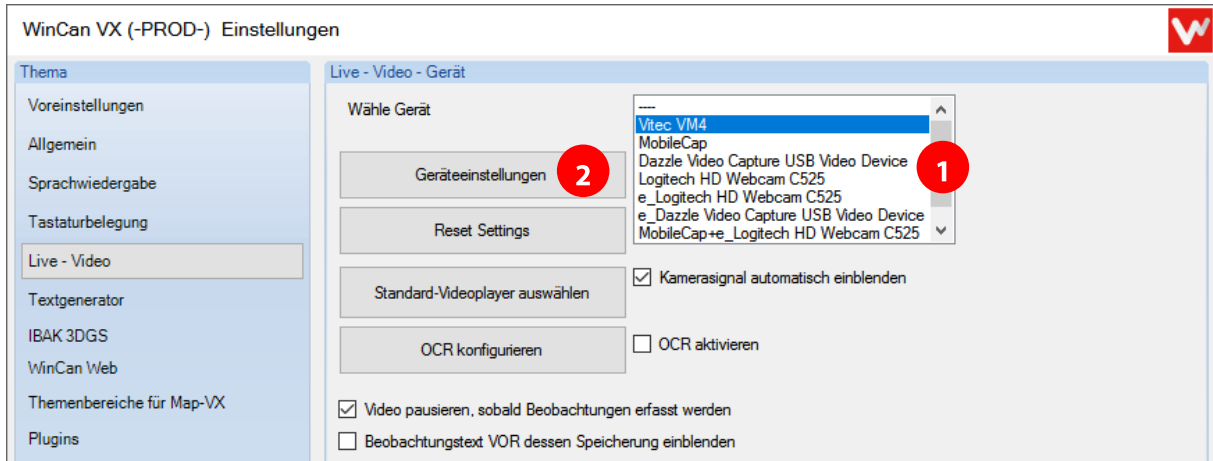 WinCan VX (-PROD-) Einstellungen
Thema
Voreinstellungen
Allgemein
Sprachwiedergabe
Tastaturbelegung
Live - Video
Textgenerator
IBAK 3DGS
WinCan Web
Themenbereiche für Map-VX
Plugins
Live - Video - Gerät
Wähle Gerät
----
Vitec VM4
MobileCap
Dazzle Video Capture USB Video Device
Logitech HD Webcam C525
e_Logitech HD Webcam C525
e_Dazzle Video Capture USB Video Device
MobileCap+e_Logitech HD Webcam C525
1
Geräteeinstellungen
2
Reset Settings
Standard-Videoplayer auswählen
Kamerasignal automatisch einblenden
OCR konfigurieren
OCR aktivieren
Video pausieren, sobald Beobachtungen erfasst werden
Beobachtungstext VOR dessen Speicherung einblenden